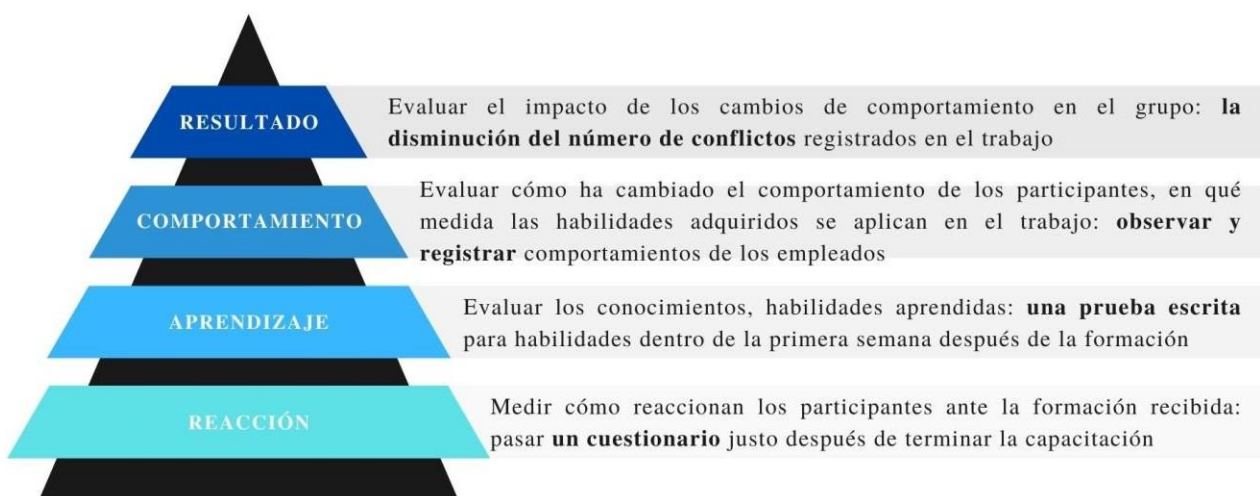 RESULTADO
Evaluar el impacto de los cambios de comportamiento en el grupo: la
disminución del número de conflictos registrados en el trabajo
COMPORTAMIENTO
Evaluar cómo ha cambiado el comportamiento de los participantes, en qué
medida las habilidades adquiridos se aplican en el trabajo: observar y
registrar comportamientos de los empleados
APRENDIZAJE
Evaluar los conocimientos, habilidades aprendidas: una prueba escrita
para habilidades dentro de la primera semana después de la formación
REACCIÓN
Medir cómo reaccionan los participantes ante la formación recibida:
pasar un cuestionario justo después de terminar la capacitación